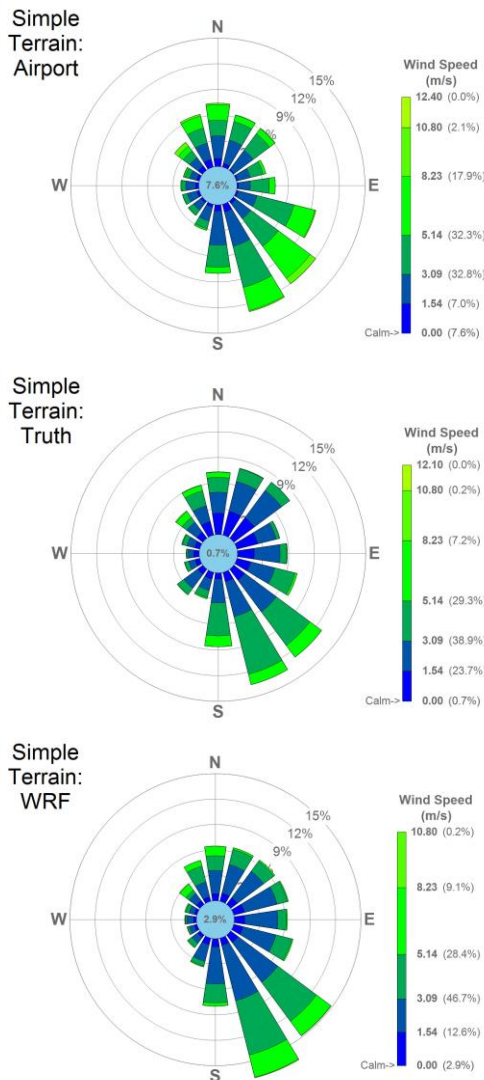 Simple
Terrain:
Airport
N
15%
12%
9%
%
W
7.6%
E
S
Wind Speed
(m/s)
12.40 (0.0%)
10.80 (2.1%)
8.23 (17.9%)
5.14 (32.3%)
3.09 (32.8%)
1.54 (7.0%)
Calm-> 0.00 (7.6%)
Simple
Terrain:
Truth
N
15%
12%
9%
W
0.7%
E
S
Wind Speed
(m/s)
12.10 (0.0%)
10.80 (0.2%)
8.23 (7.2%)
5.14 (29.3%)
3.09 (38.9%)
1.54 (23.7%)
Calm-> 0.00 (0.7%)
Simple
Terrain:
WRF
N
15%
12%
9%
%
W
2.9%
E
S
Wind Speed
(m/s)
10.80 (0.2%)
8.23 (9.1%)
5.14 (28.4%)
3.09 (46.7%)
1.54 (12.6%)
Calm-> 0.00 (2.9%)